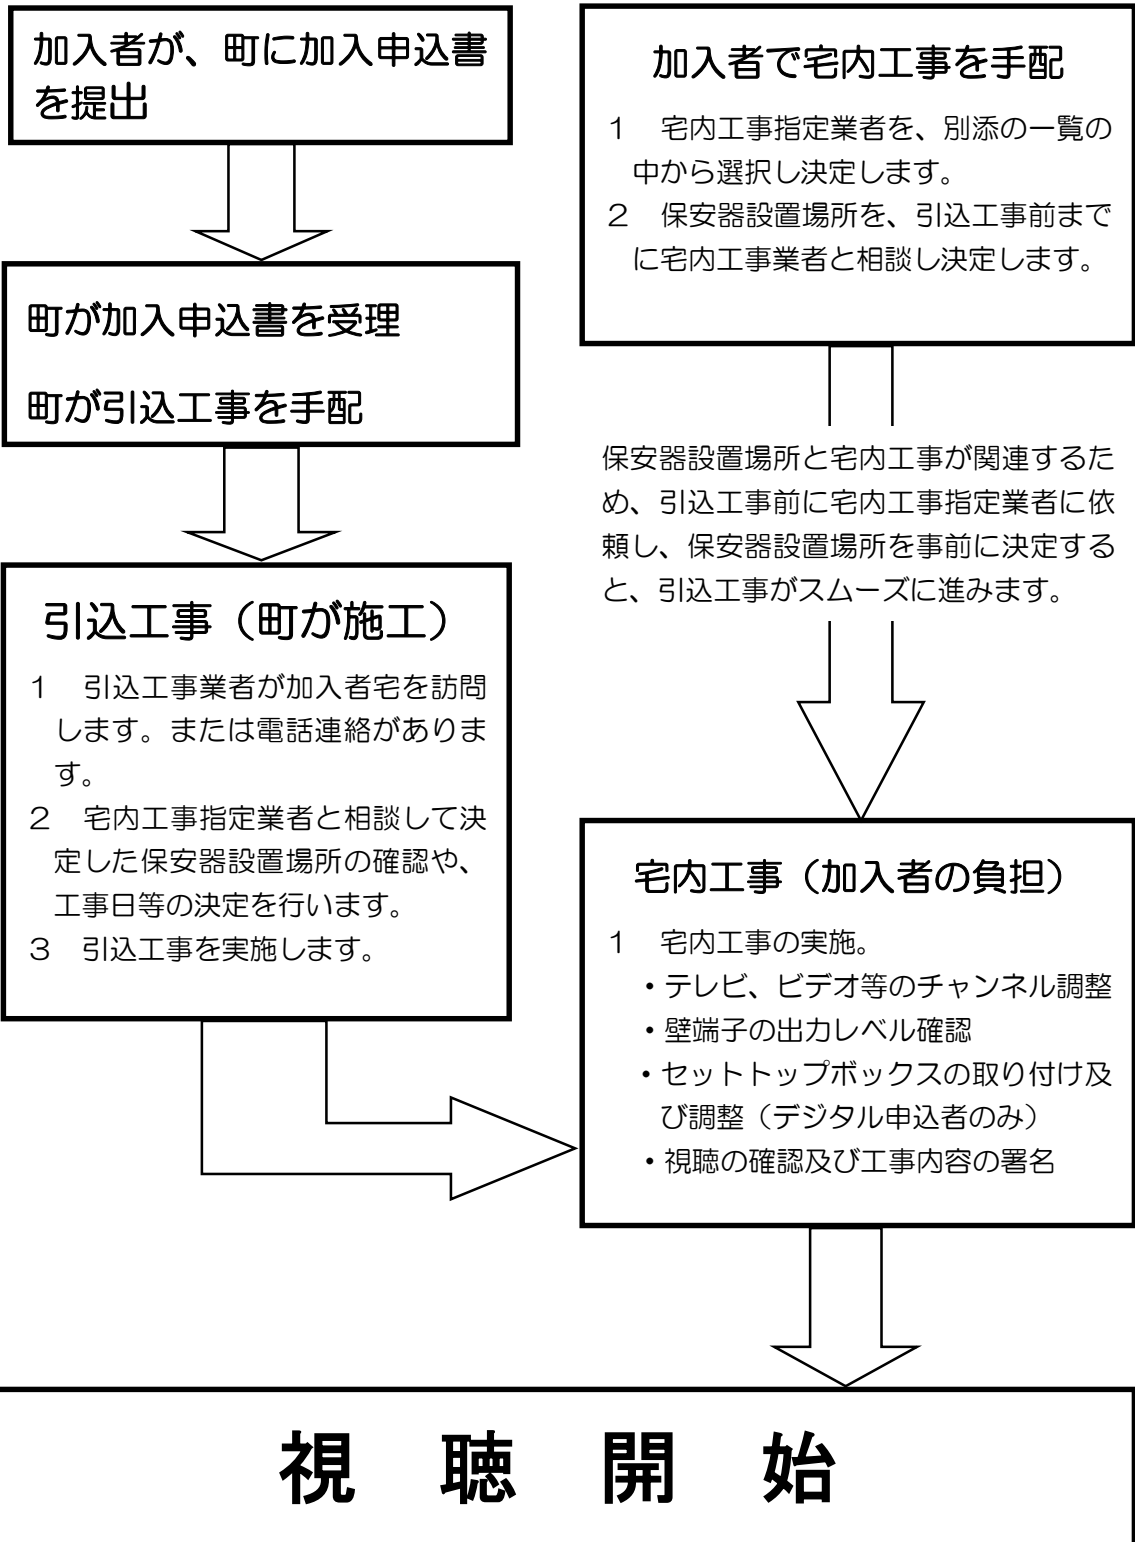 加入者が、町に加入申込書
を提出
町が加入申込書を受理
町が引込工事を手配
引込工事（町が施工）
１　引込工事業者が加入者宅を訪問
します。または電話連絡がありま
す。
２　宅内工事指定業者と相談して決
定した保安器設置場所の確認や、
工事日等の決定を行います。
３　引込工事を実施します。
加入者で宅内工事を手配
１　宅内工事指定業者を、別添の一覧の
中から選択し決定します。
２　保安器設置場所を、引込工事前まで
に宅内工事業者と相談し決定します。
保安器設置場所と宅内工事が関連するた
め、引込工事前に宅内工事指定業者に依
頼し、保安器設置場所を事前に決定する
と、引込工事がスムーズに進みます。
宅内工事（加入者の負担）
１　宅内工事の実施。
・テレビ、ビデオ等のチャンネル調整
・壁端子の出力レベル確認
・セットトップボックスの取り付け及
び調整（デジタル申込者のみ）
・視聴の確認及び工事内容の署名
視　聴　開　始